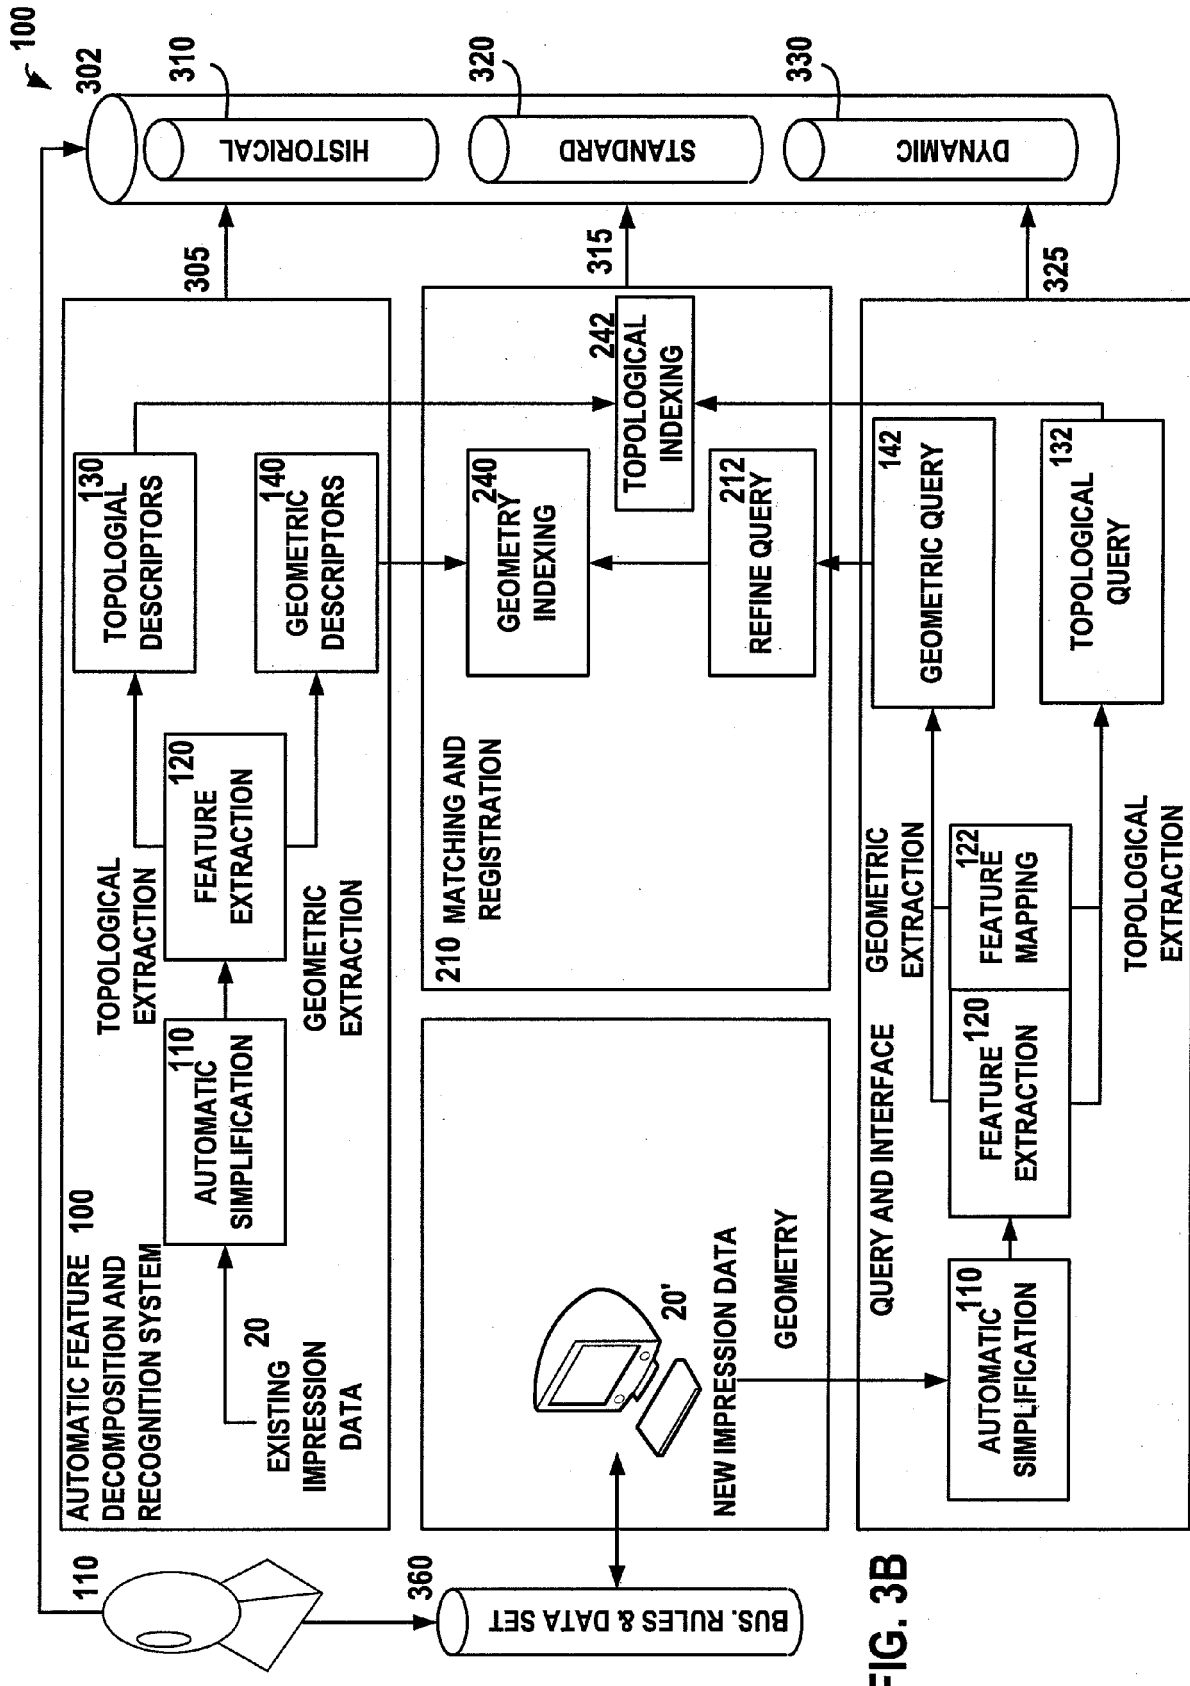 100
302
HISTORICAL
310
STANDARD
320
DYNAMIC
330
305
315
325
AUTOMATIC FEATURE 100
DECOMPOSITION AND
RECOGNITION SYSTEM
20
EXISTING
IMPRESSION
DATA
110
AUTOMATIC
SIMPLIFICATION
120
FEATURE
EXTRACTION
TOPOLOGICAL
EXTRACTION
GEOMETRIC
EXTRACTION
130
TOPOLOGIAL
DESCRIPTORS
140
GEOMETRIC
DESCRIPTORS
110
360
BUS. RULES & DATA SET
20'
NEW IMPRESSION DATA
GEOMETRY
210 MATCHING AND
REGISTRATION
240
GEOMETRY
INDEXING
242
TOPOLOGICAL
INDEXING
212
REFINE QUERY
QUERY AND INTERFACE
110
AUTOMATIC
SIMPLIFICATION
120
FEATURE
EXTRACTION
122
FEATURE
MAPPING
GEOMETRIC
EXTRACTION
TOPOLOGICAL
EXTRACTION
142
GEOMETRIC QUERY
132
TOPOLOGICAL
QUERY
FIG. 3B